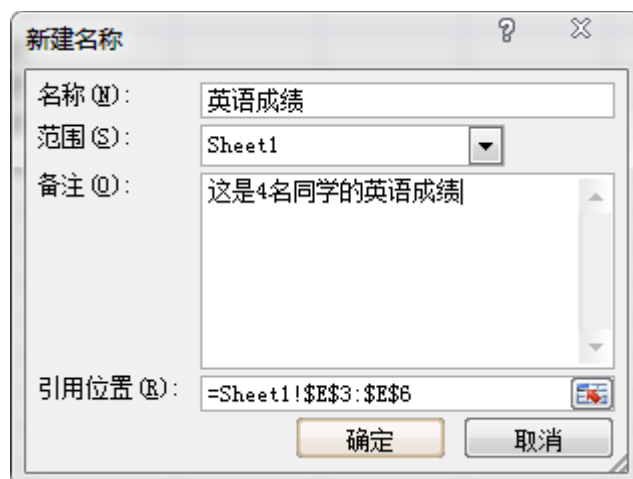 新建名称
名称(N): 英语成绩
范围(S): Sheet1
备注(O): 这是4名同学的英语成绩
引用位置(R): =Sheet1!$E$3:$E$6
确定 取消